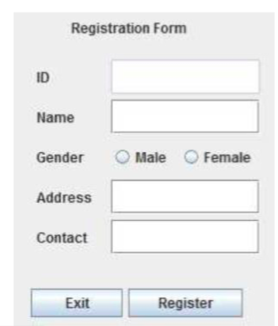 Registration Form
ID
Name
Gender Male Female
Address
Contact
Exit Register